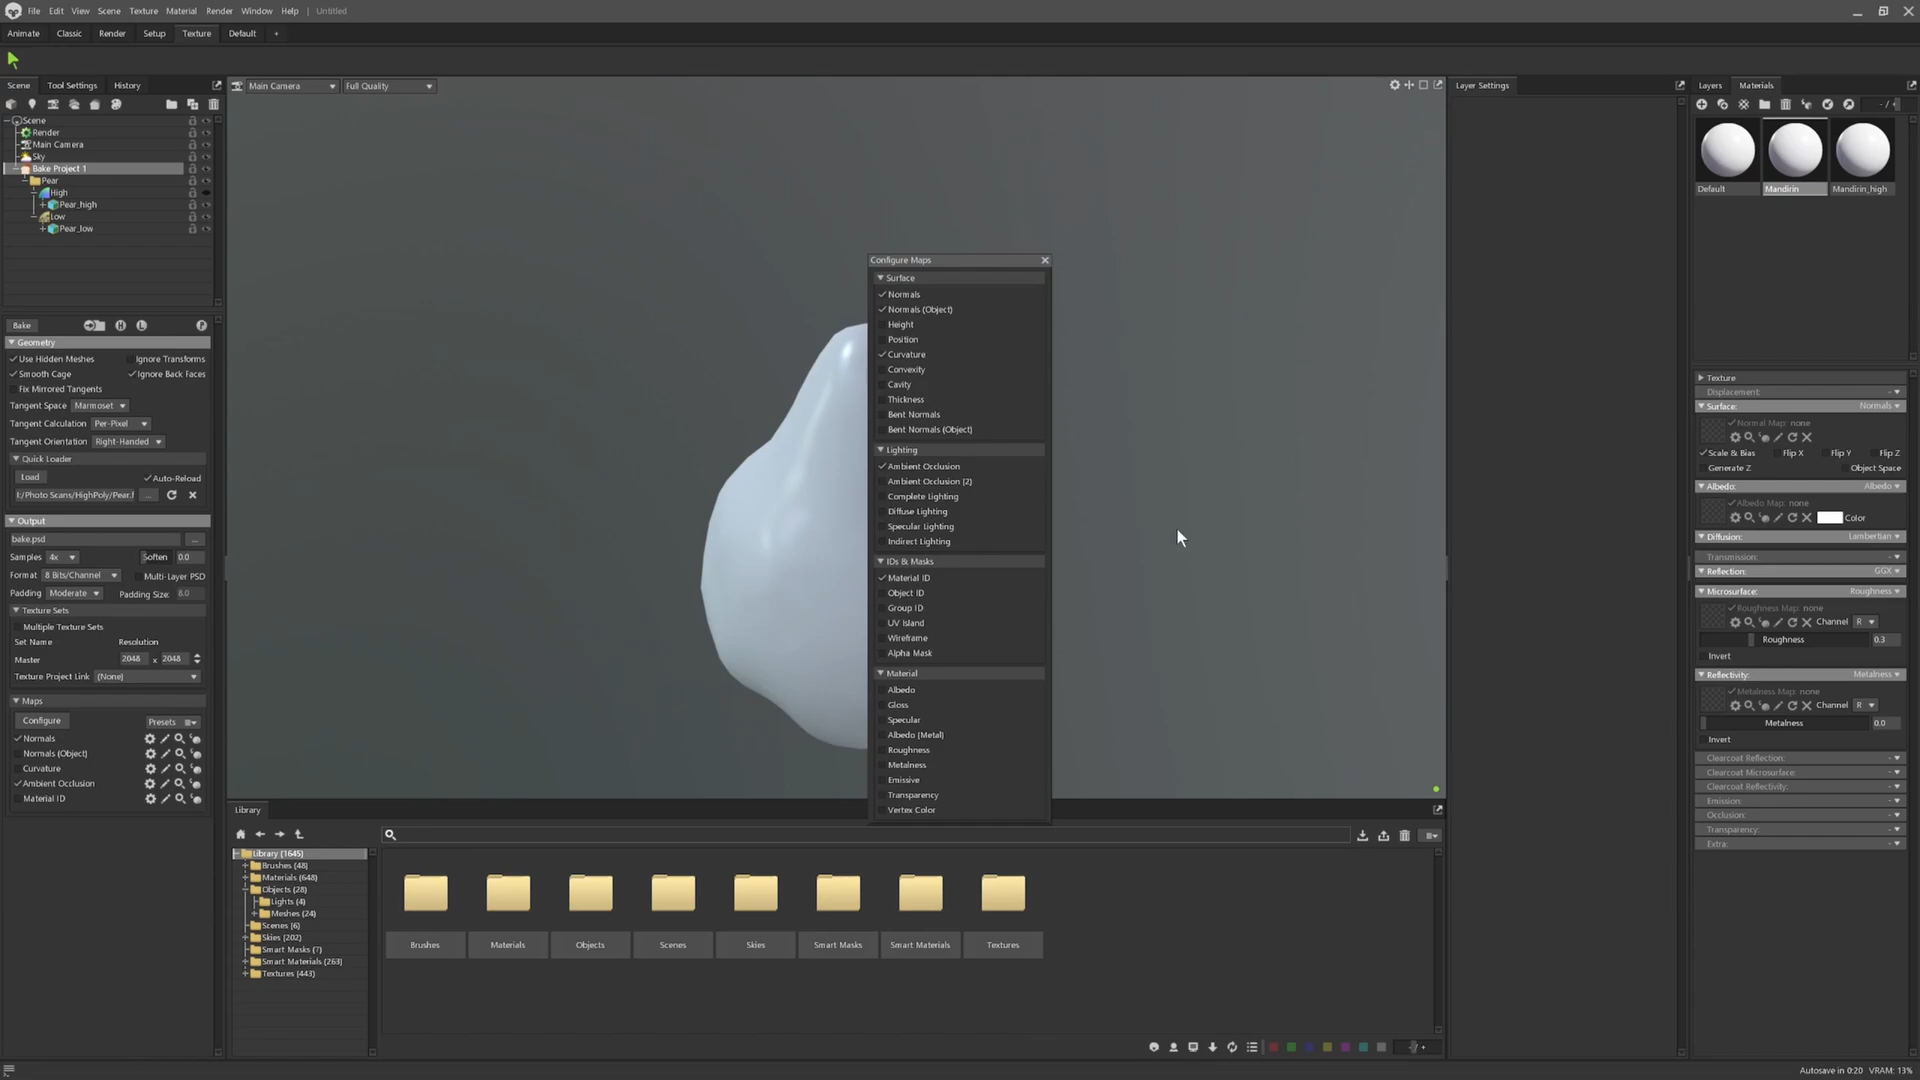 File Edit View Scene Texture Material Render Window Help Untitled
Animate Classic Render Setup Texture Default +
Scene Tool Settings History
Main Camera Full Quality
Layer Settings
Layers Materials
Scene
Render
Main Camera
Sky
Bake Project 1
Pear
High
Pear_high
Low
Pear_low
Default Mandirin Mandirin_high
Bake H L P
Geometry
Use Hidden Meshes Ignore Transforms
Smooth Cage Ignore Back Faces
Fix Mirrored Tangents
Tangent Space Marmoset
Tangent Calculation Per-Pixel
Tangent Orientation Right-Handed
Quick Loader
Load Auto-Reload
I:/Photo Scans/HighPoly/Pear.f ...
Output
bake.psd ...
Samples 4x Soften 0.0
Format 8 Bits/Channel Multi-Layer PSD
Padding Moderate Padding Size: 8.0
Texture Sets
Multiple Texture Sets
Set Name Resolution
Master 2048 x 2048
Texture Project Link (None)
Maps
Configure Presets
Normals
Normals (Object)
Curvature
Ambient Occlusion
Material ID
Configure Maps
Surface
Normals
Normals (Object)
Height
Position
Curvature
Convexity
Cavity
Thickness
Bent Normals
Bent Normals (Object)
Lighting
Ambient Occlusion
Ambient Occlusion (2)
Complete Lighting
Diffuse Lighting
Specular Lighting
Indirect Lighting
IDs & Masks
Material ID
Object ID
Group ID
UV Island
Wireframe
Alpha Mask
Material
Albedo
Gloss
Specular
Albedo (Metal)
Roughness
Metalness
Emissive
Transparency
Vertex Color
Texture
Displacement: -
Surface: Normals
Normal Map: none
Scale & Bias Flip X Flip Y Flip Z
Generate Z Object Space
Albedo: Albedo
Albedo Map: none
Color
Diffusion: Lambertian
Transmission: -
Reflection: GGX
Microsurface: Roughness
Roughness Map: none
Channel R
Roughness 0.3
Invert
Reflectivity: Metalness
Metalness Map: none
Channel R
Metalness 0.0
Invert
Clearcoat Reflection: -
Clearcoat Microsurface: -
Clearcoat Reflectivity: -
Emission: -
Occlusion: -
Transparency: -
Extra: -
Library
Library (1645)
Brushes (48)
Materials (648)
Objects (28)
Lights (4)
Meshes (24)
Scenes (6)
Skies (202)
Smart Masks (7)
Smart Materials (263)
Textures (443)
Brushes Materials Objects Scenes Skies Smart Masks Smart Materials Textures
Autosave in 0:20 VRAM: 13%